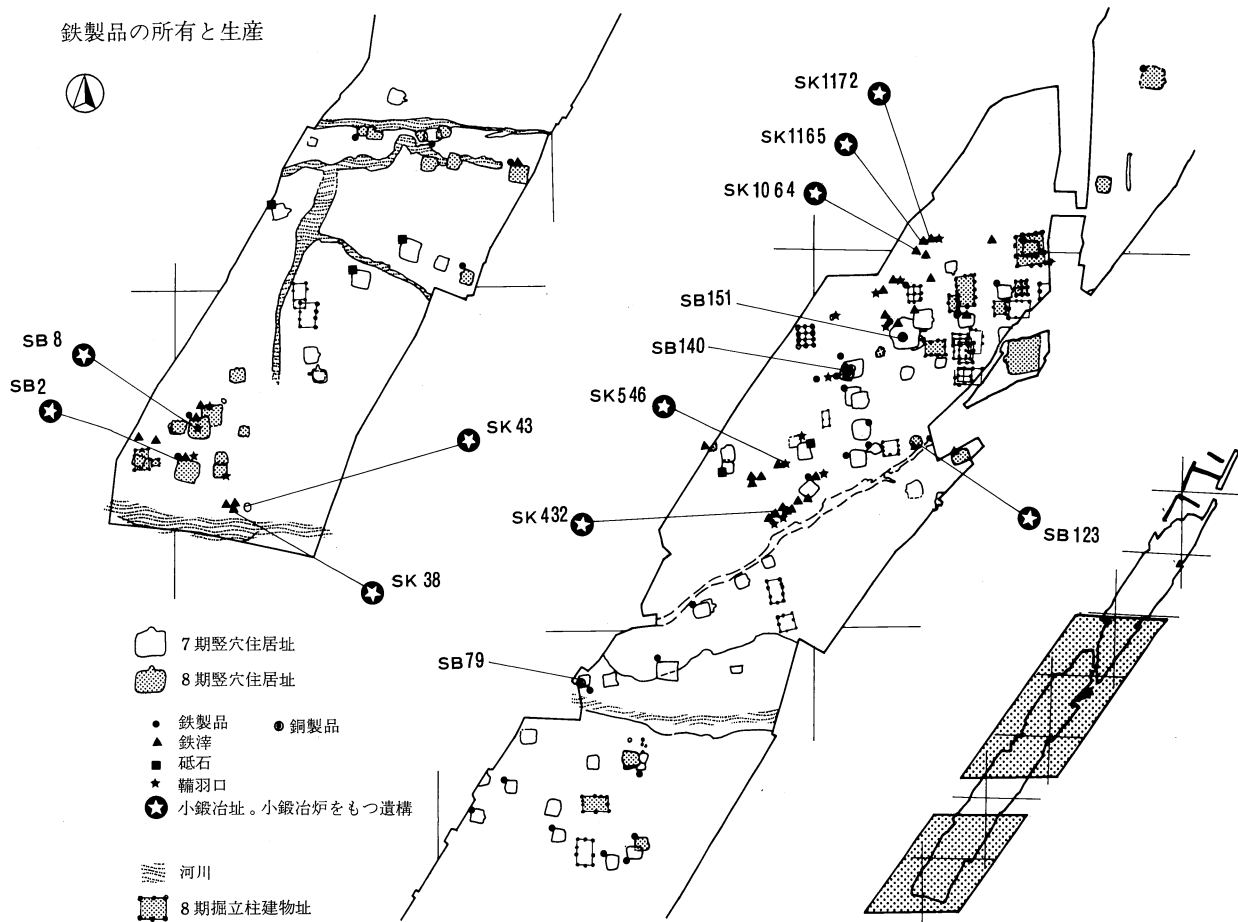 鉄製品の所有と生産
SK1172
SK1165
SK1064
SB151
SB140
SK546
SB8
SB2
SK43
SK432
SB123
SK38
SB79
7期竪穴住居址
8期竪穴住居址
鉄製品 銅製品
鉄滓
砥石
鞴羽口
小鍛冶址。小鍛冶炉をもつ遺構
河川
8期掘立柱建物址